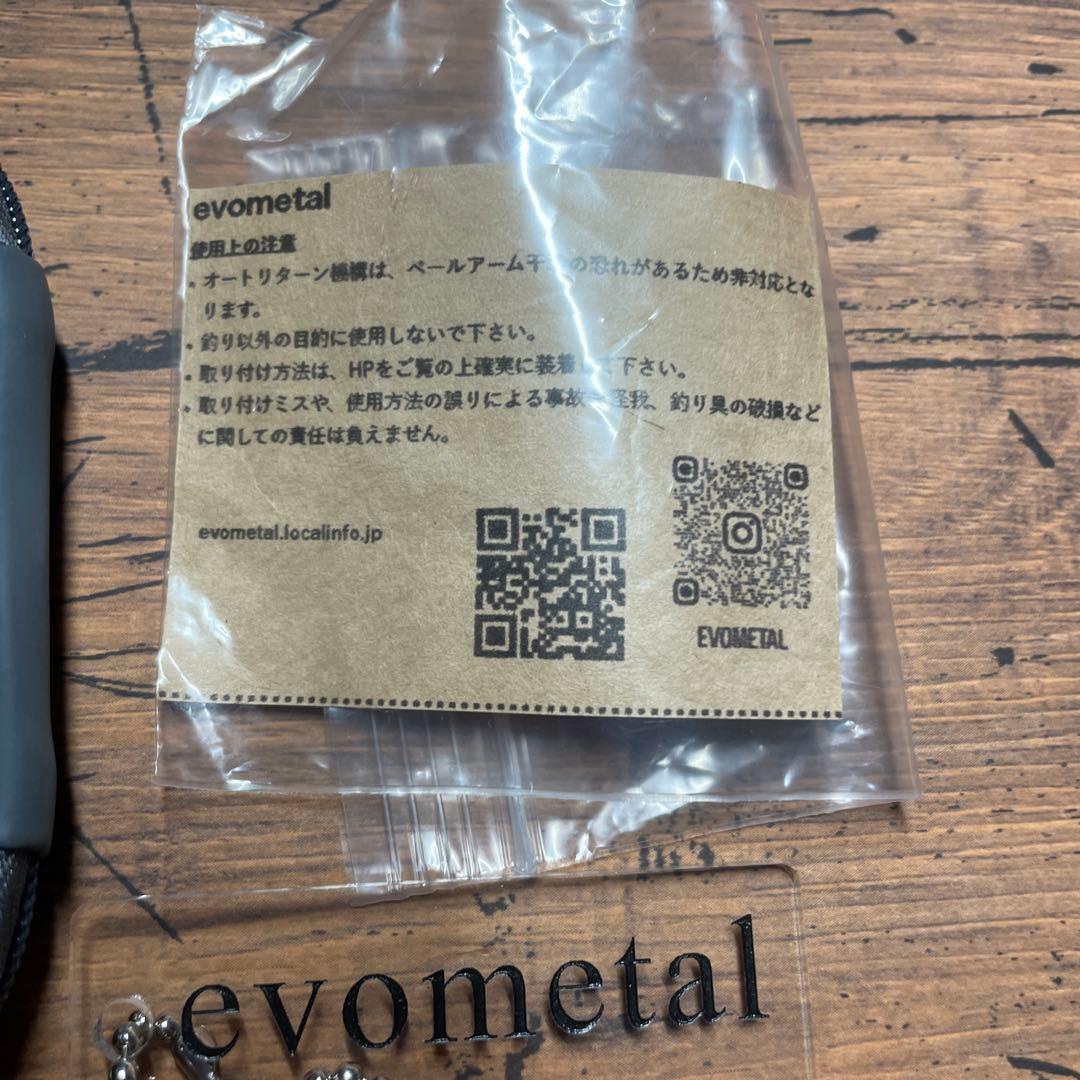 evometal
使用上の注意
・オートリターン機構は、ベールアーム干の恐れがあるため非対応とな
ります。
・釣り以外の目的に使用しないで下さい。
・取り付け方法は、HPをご覧の上確実に装着下さい。
・取り付けミスや、使用方法の誤りによる事故怪我、釣り具の破損など
に関しての責任は負えません。
evometal.localinfo.jp
EVOMETAL
evometal